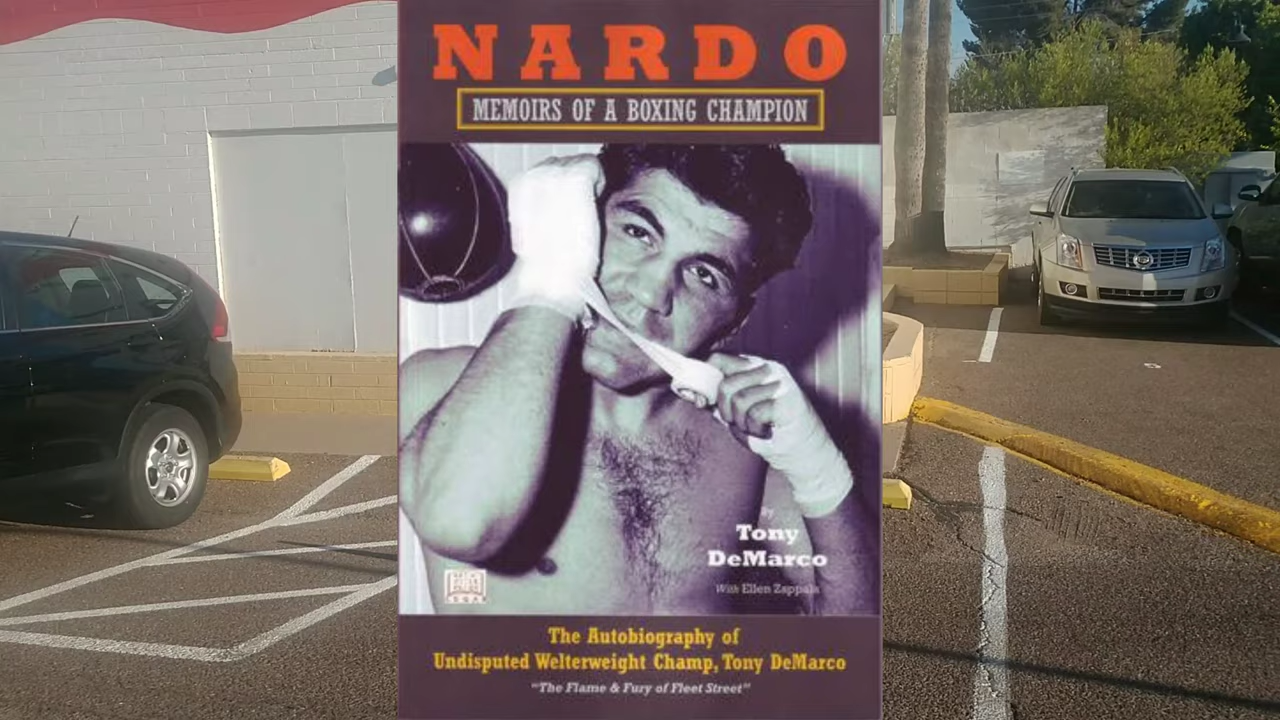 NARDO
MEMOIRS OF A BOXING CHAMPION
By
Tony
DeMarco
With Ellen Zappala
The Autobiography of
Undisputed Welterweight Champ, Tony DeMarco
"The Flame & Fury of Fleet Street"